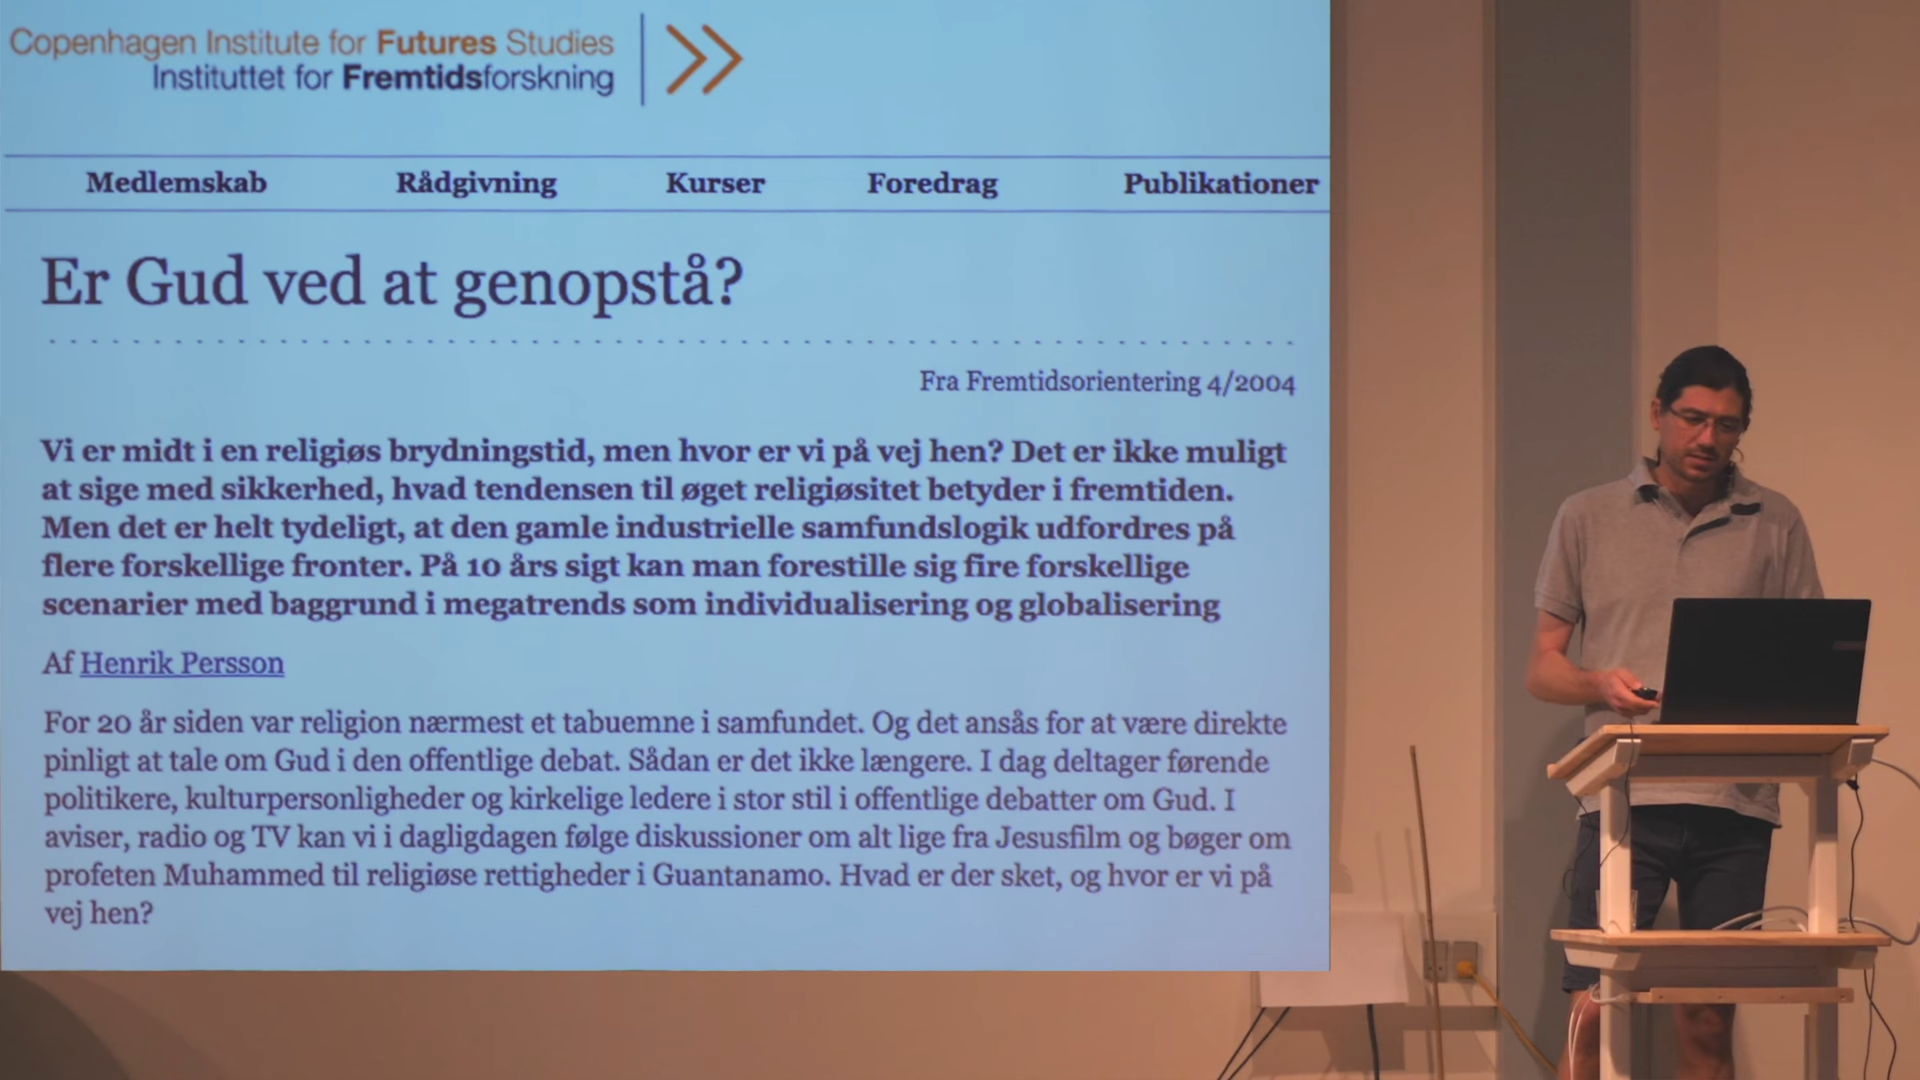 Copenhagen Institute for Futures Studies
Instituttet for Fremtidsforskning
Medlemskab Rådgivning Kurser Foredrag Publikationer
Er Gud ved at genopstå?
Fra Fremtidsorientering 4/2004
Vi er midt i en religiøs brydningstid, men hvor er vi på vej hen? Det er ikke muligt
at sige med sikkerhed, hvad tendensen til øget religiøsitet betyder i fremtiden.
Men det er helt tydeligt, at den gamle industrielle samfundslogik udfordres på
flere forskellige fronter. På 10 års sigt kan man forestille sig fire forskellige
scenarier med baggrund i megatrends som individualisering og globalisering
Af Henrik Persson
For 20 år siden var religion nærmest et tabuemne i samfundet. Og det ansås for at være direkte
pinligt at tale om Gud i den offentlige debat. Sådan er det ikke længere. I dag deltager førende
politikere, kulturpersonligheder og kirkelige ledere i stor stil i offentlige debatter om Gud. I
aviser, radio og TV kan vi i dagligdagen følge diskussioner om alt lige fra Jesusfilm og bøger om
profeten Muhammed til religiøse rettigheder i Guantanamo. Hvad er der sket, og hvor er vi på
vej hen?